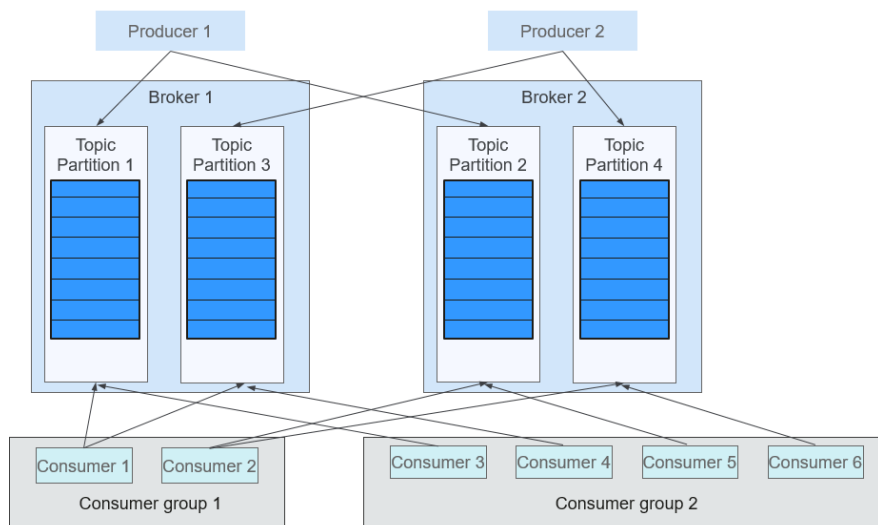 Producer 1
Producer 2
Broker 1
Broker 2
Topic
Partition 1
Topic
Partition 3
Topic
Partition 2
Topic
Partition 4
Consumer 1
Consumer 2
Consumer 3
Consumer 4
Consumer 5
Consumer 6
Consumer group 1
Consumer group 2